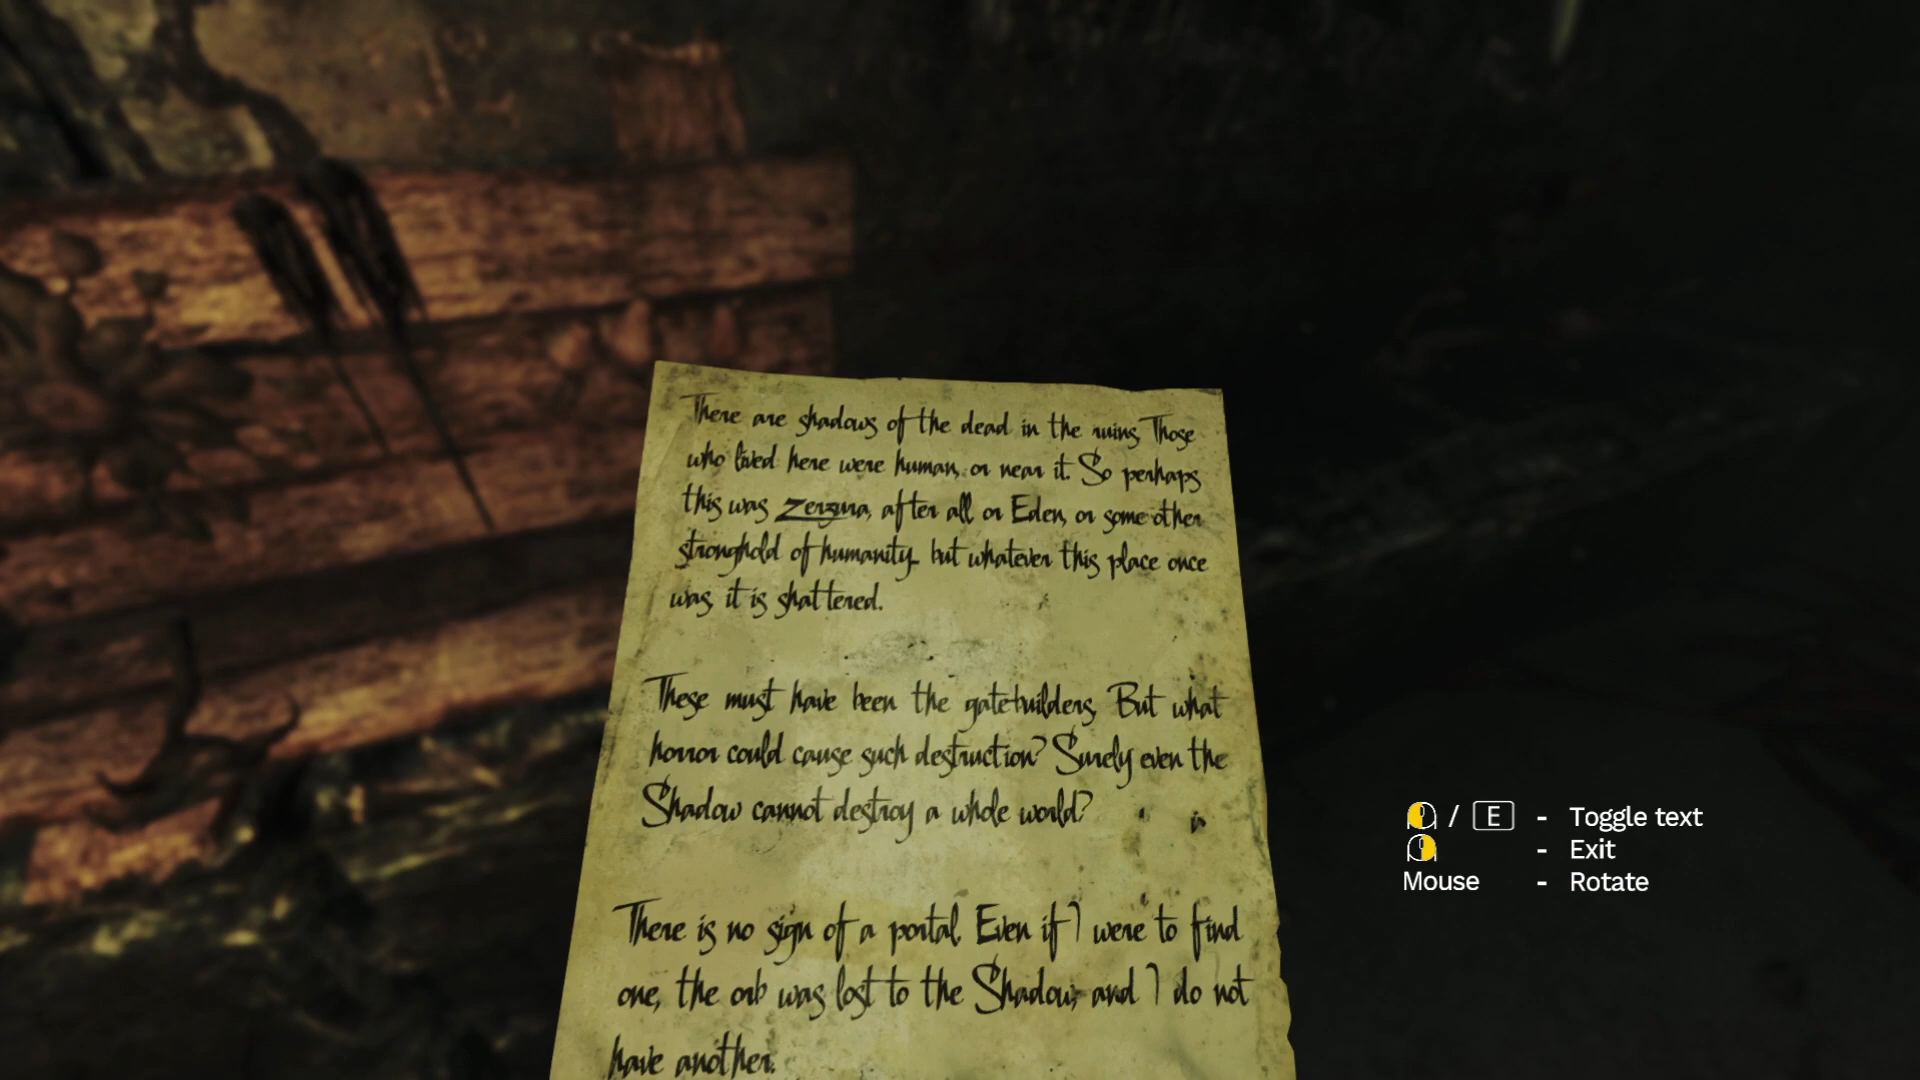 There are shadows of the dead in the ruins. Those
who lived here were human, or near it. So perhaps
this was Zerzura, after all, or Eden, or some other
stronghold of humanity. but whatever this place once
was, it is shattered.
These must have been the gate-builders. But what
horror could cause such destruction? Surely even the
Shadow cannot destroy a whole world?
There is no sign of a portal. Even if I were to find
one, the orb was lost to the Shadow, and I do not
have another.
/ E - Toggle text
- Exit
Mouse - Rotate